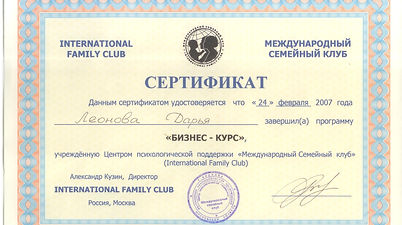 INTERNATIONAL
FAMILY CLUB
МЕЖДУНАРОДНЫЙ
СЕМЕЙНЫЙ КЛУБ
СЕРТИФИКАТ
Данным сертификатом удостоверяется что «24» февраля 2007 года
Леонова Дарья завершил(а) программу
«БИЗНЕС - КУРС»,
учреждённую Центром психологической поддержки «Международный Семейный клуб»
(International Family Club)
Александр Кузин, Директор
INTERNATIONAL FAMILY CLUB
Россия, Москва